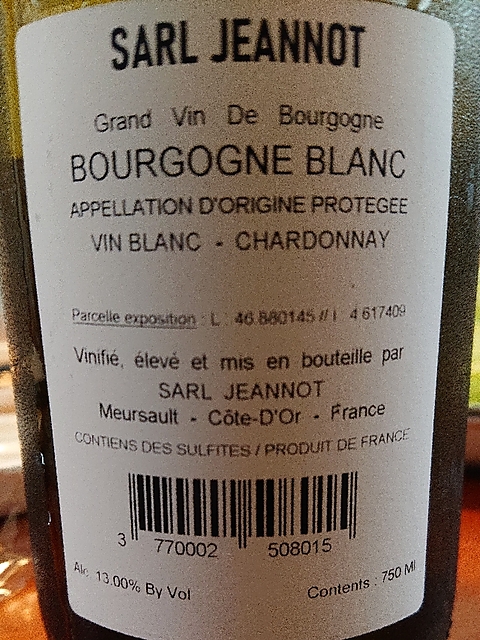 SARL JEANNOT
Grand Vin De Bourgogne
BOURGOGNE BLANC
APPELLATION D'ORIGINE PROTEGEE
VIN BLANC - CHARDONNAY
Parcelle exposition : L : 46.880145 // l : 4.617409
Vinifié, élevé et mis en bouteille par
SARL JEANNOT
Meursault - Côte-D'Or - France
CONTIENS DES SULFITES / PRODUIT DE FRANCE
3 770002 508015
Alc. 13.00% By Vol
Contents : 750 Ml